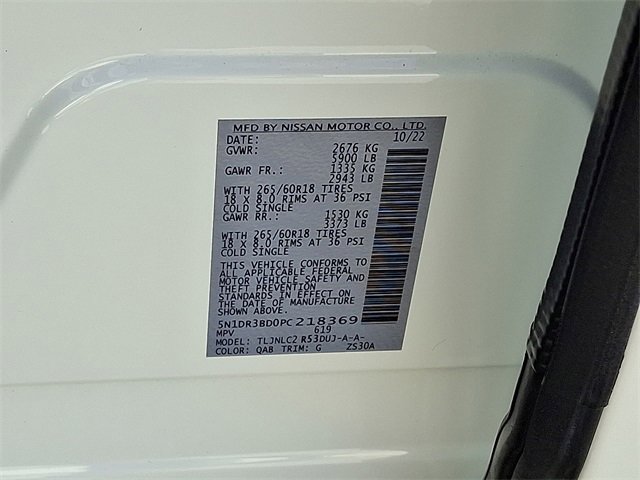 MFD BY NISSAN MOTOR CO., LTD.
DATE: 10/22
GVWR: 2676 KG
5900 LB
GAWR FR.: 1335 KG
2943 LB
WITH 265/60R18 TIRES
18 X 8.0 RIMS AT 36 PSI
COLD SINGLE
GAWR RR.: 1530 KG
3373 LB
WITH 265/60R18 TIRES
18 X 8.0 RIMS AT 36 PSI
COLD SINGLE
THIS VEHICLE CONFORMS TO
ALL APPLICABLE FEDERAL
MOTOR VEHICLE SAFETY AND
THEFT PREVENTION
STANDARDS IN EFFECT ON
THE DATE OF MANUFACTURE
SHOWN ABOVE.
5N1DR3BD0PC218369
MPV 619
MODEL: TLJNLC2 R53DUJ-A-A-
COLOR: QAB TRIM: G ZS30A